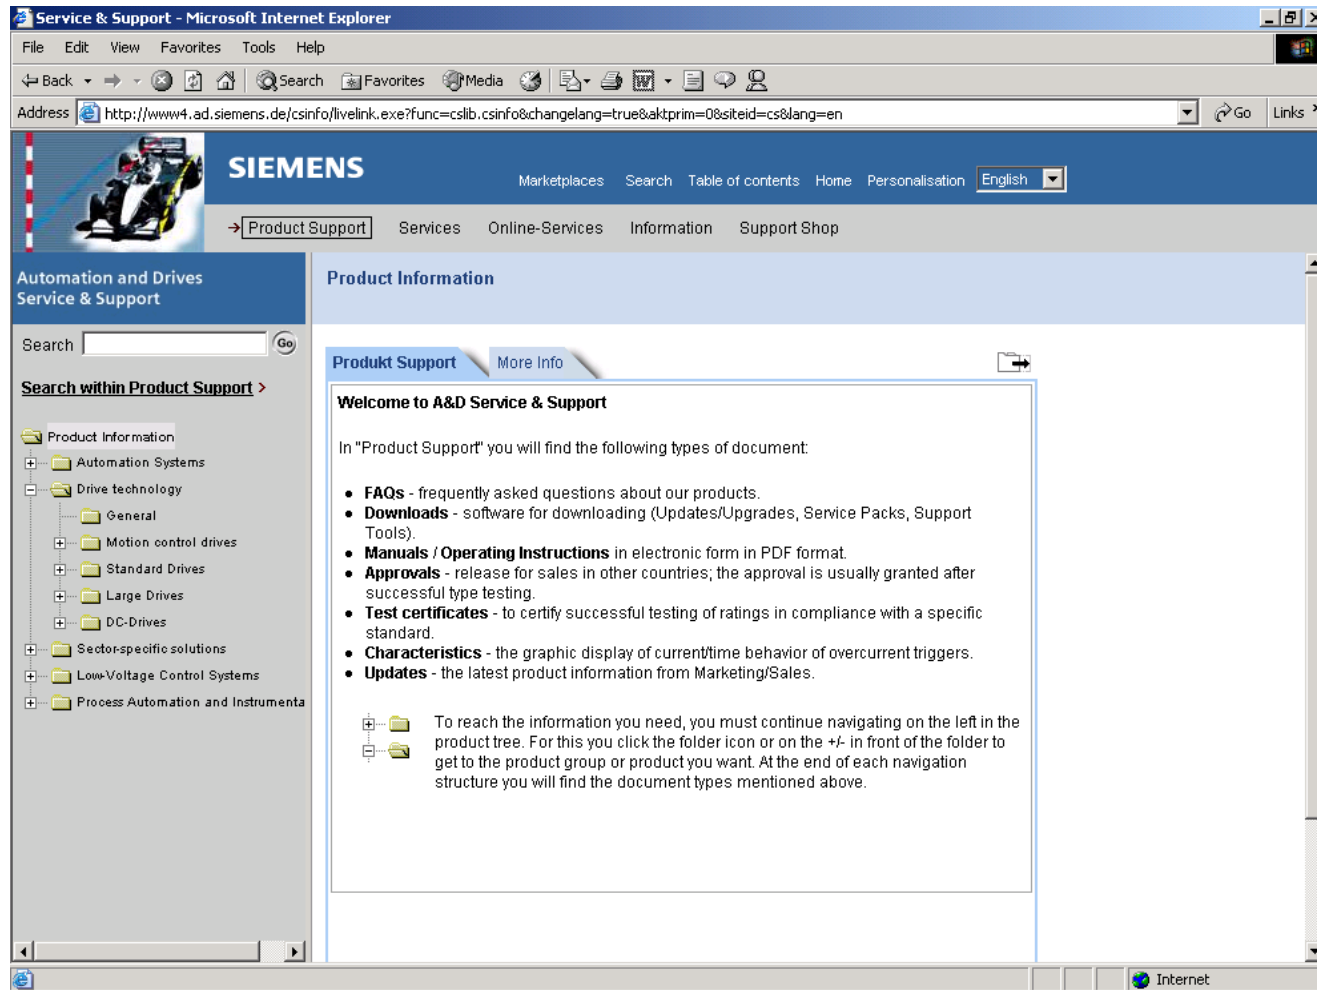 Service & Support - Microsoft Internet Explorer
File Edit View Favorites Tools Help
Back Search Favorites Media
Address http://www4.ad.siemens.de/csinfo/livelink.exe?func=cslib.csinfo&changelang=true&aktprim=0&siteid=cs&lang=en Go Links
SIEMENS
Marketplaces Search Table of contents Home Personalisation English
Product Support Services Online-Services Information Support Shop
Automation and Drives
Service & Support
Search Go
Search within Product Support >
Product Information
Automation Systems
Drive technology
General
Motion control drives
Standard Drives
Large Drives
DC-Drives
Sector-specific solutions
Low-Voltage Control Systems
Process Automation and Instrumenta
Product Information
Produkt Support More Info
Welcome to A&D Service & Support
In "Product Support" you will find the following types of document:
● FAQs - frequently asked questions about our products.
● Downloads - software for downloading (Updates/Upgrades, Service Packs, Support
Tools).
● Manuals / Operating Instructions in electronic form in PDF format.
● Approvals - release for sales in other countries; the approval is usually granted after
successful type testing.
● Test certificates - to certify successful testing of ratings in compliance with a specific
standard.
● Characteristics - the graphic display of current/time behavior of overcurrent triggers.
● Updates - the latest product information from Marketing/Sales.
To reach the information you need, you must continue navigating on the left in the
product tree. For this you click the folder icon or on the +/- in front of the folder to
get to the product group or product you want. At the end of each navigation
structure you will find the document types mentioned above.
Internet